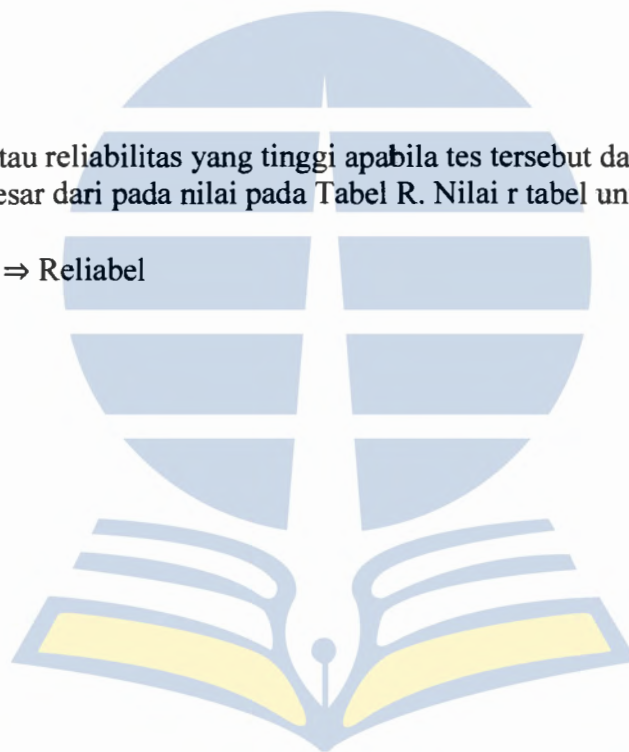 tau reliabilitas yang tinggi apabila tes tersebut da
esar dari pada nilai pada Tabel R. Nilai r tabel un
⇒ Reliabel